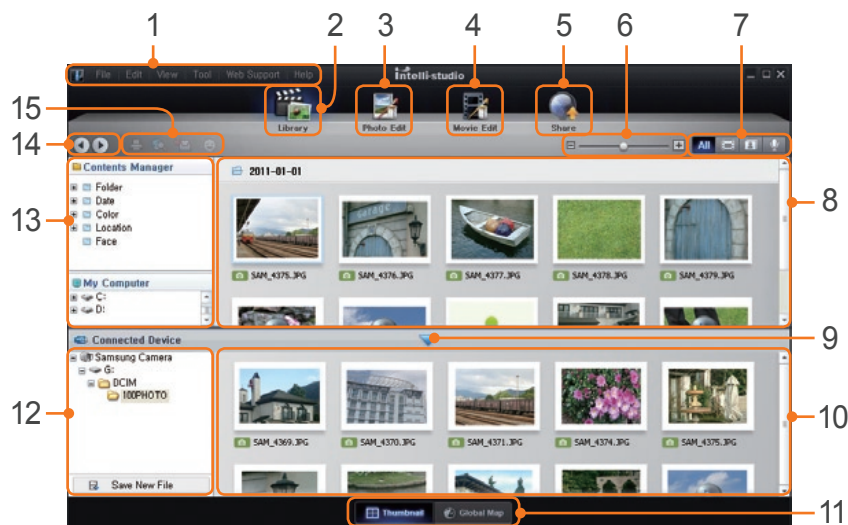 1 2 3 4 5 6 7
File Edit View Tool Web Support Help
intelli-studio
Library Photo Edit Movie Edit Share
15
14
All
Contents Manager
2011-01-01
Folder
Date
Color
Location
Face
13
8
SAM_4375.JPG SAM_4376.JPG SAM_4377.JPG SAM_4378.JPG SAM_4379.JPG
Garage
My Computer
C:
D:
Connected Device
9
Samsung Camera
G:
DCIM
100PHOTO
12
10
SAM_4369.JPG SAM_4370.JPG SAM_4371.JPG SAM_4374.JPG SAM_4375.JPG
Save New File
Thumbnail Global Map
11